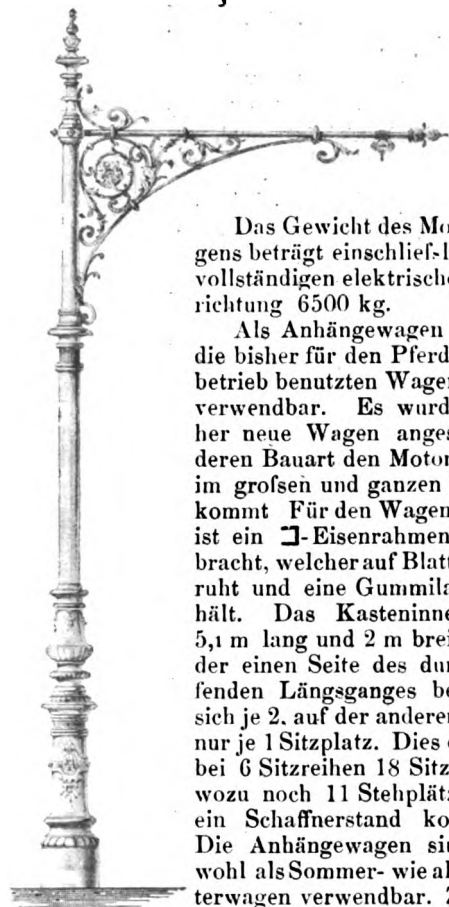 Das Gewicht des Mo
gens beträgt einschließl
vollständigen elektrische
richtung 6500 kg.
Als Anhängewagen
die bisher für den Pferd
betrieb benutzten Wage
verwendbar. Es wurd
her neue Wagen anges
deren Bauart den Motor
im grofsen und ganzen
kommt Für den Wagen
ist ein ⊐-Eisenrahmen
bracht, welcher auf Blatt
ruht und eine Gummila
hält. Das Kasteninne
5,1 m lang und 2 m brei
der einen Seite des dur
fenden Längsganges be
sich je 2. auf der anderen
nur je 1 Sitzplatz. Dies
bei 6 Sitzreihen 18 Sitz
wozu noch 11 Stehplät
ein Schaffnerstand ko
Die Anhängewagen sin
wohl als Sommer- wie al
terwagen verwendbar.